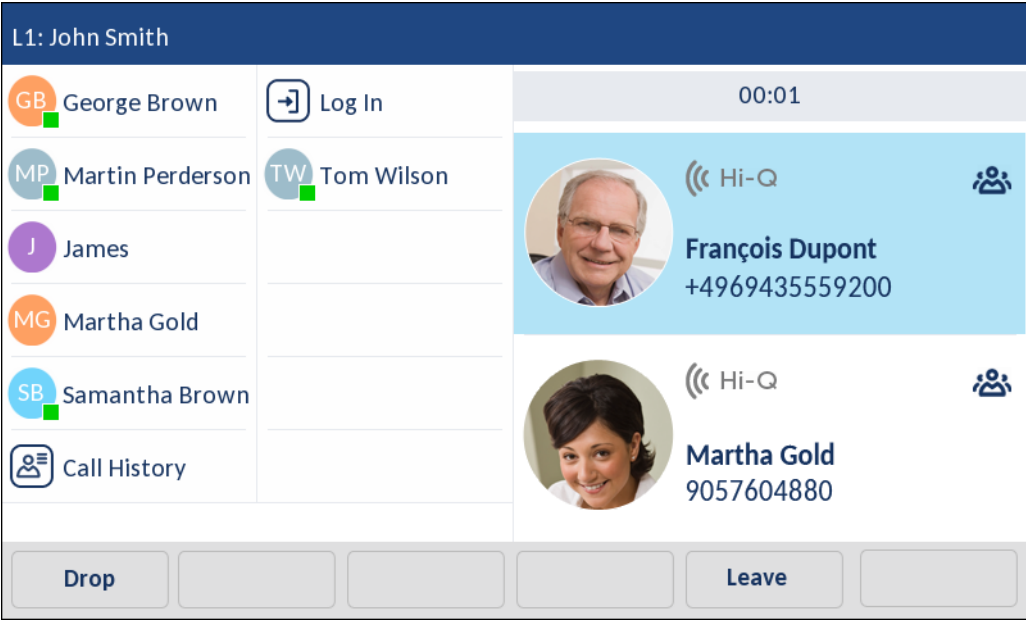 L1: John Smith
GB George Brown
MP Martin Perderson
J James
MG Martha Gold
SB Samantha Brown
Call History
Log In
TW Tom Wilson
00:01
Hi-Q
François Dupont
+4969435559200
Hi-Q
Martha Gold
9057604880
Drop
Leave